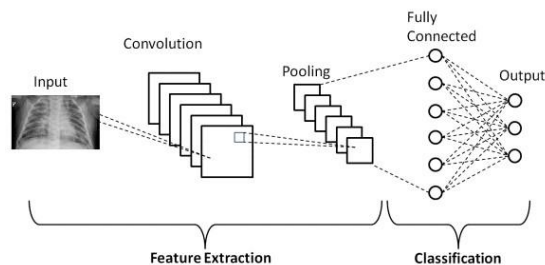 Fully
Connected
Convolution
Pooling
Input
Output
Feature Extraction
Classification